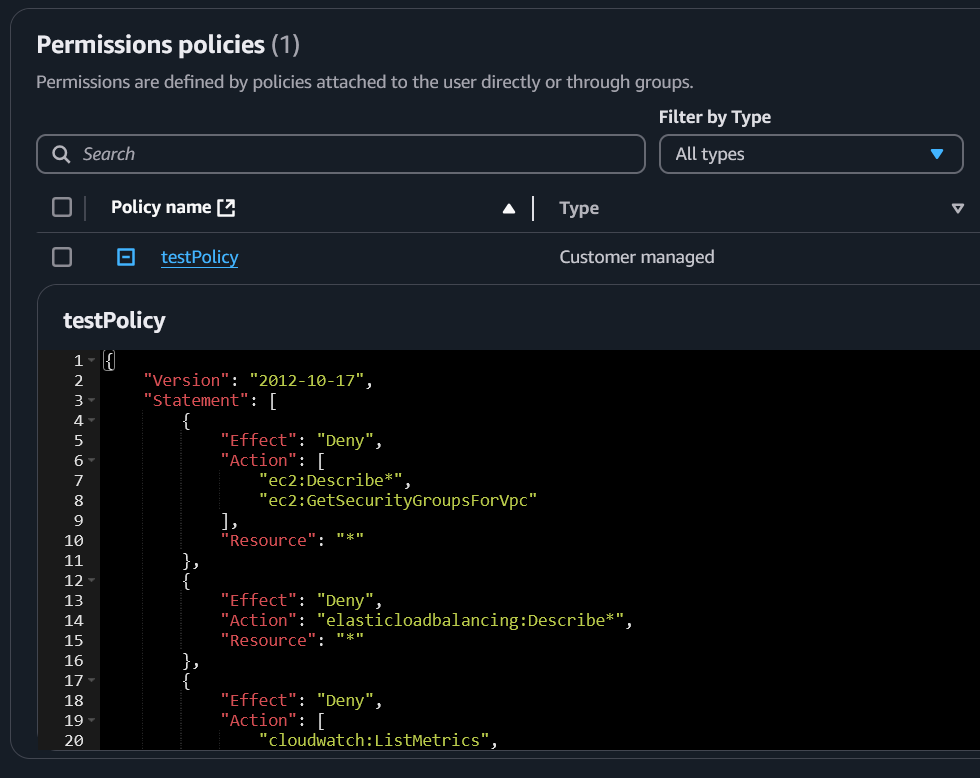 Permissions policies (1)
Permissions are defined by policies attached to the user directly or through groups.
Filter by Type
Search
All types
Policy name
Type
testPolicy
Customer managed
testPolicy
1 {
2     "Version": "2012-10-17",
3     "Statement": [
4         {
5             "Effect": "Deny",
6             "Action": [
7                 "ec2:Describe*",
8                 "ec2:GetSecurityGroupsForVpc"
9             ],
10             "Resource": "*"
11         },
12         {
13             "Effect": "Deny",
14             "Action": "elasticloadbalancing:Describe*",
15             "Resource": "*"
16         },
17         {
18             "Effect": "Deny",
19             "Action": [
20                 "cloudwatch:ListMetrics",